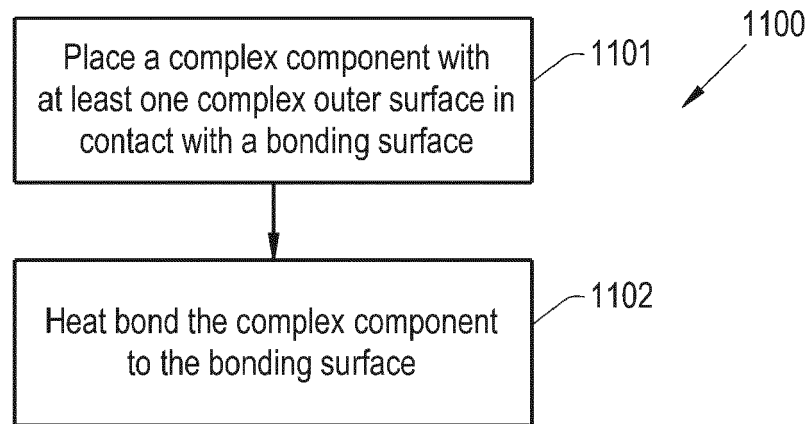 1100
Place a complex component with
at least one complex outer surface in
contact with a bonding surface
1101
Heat bond the complex component
to the bonding surface
1102